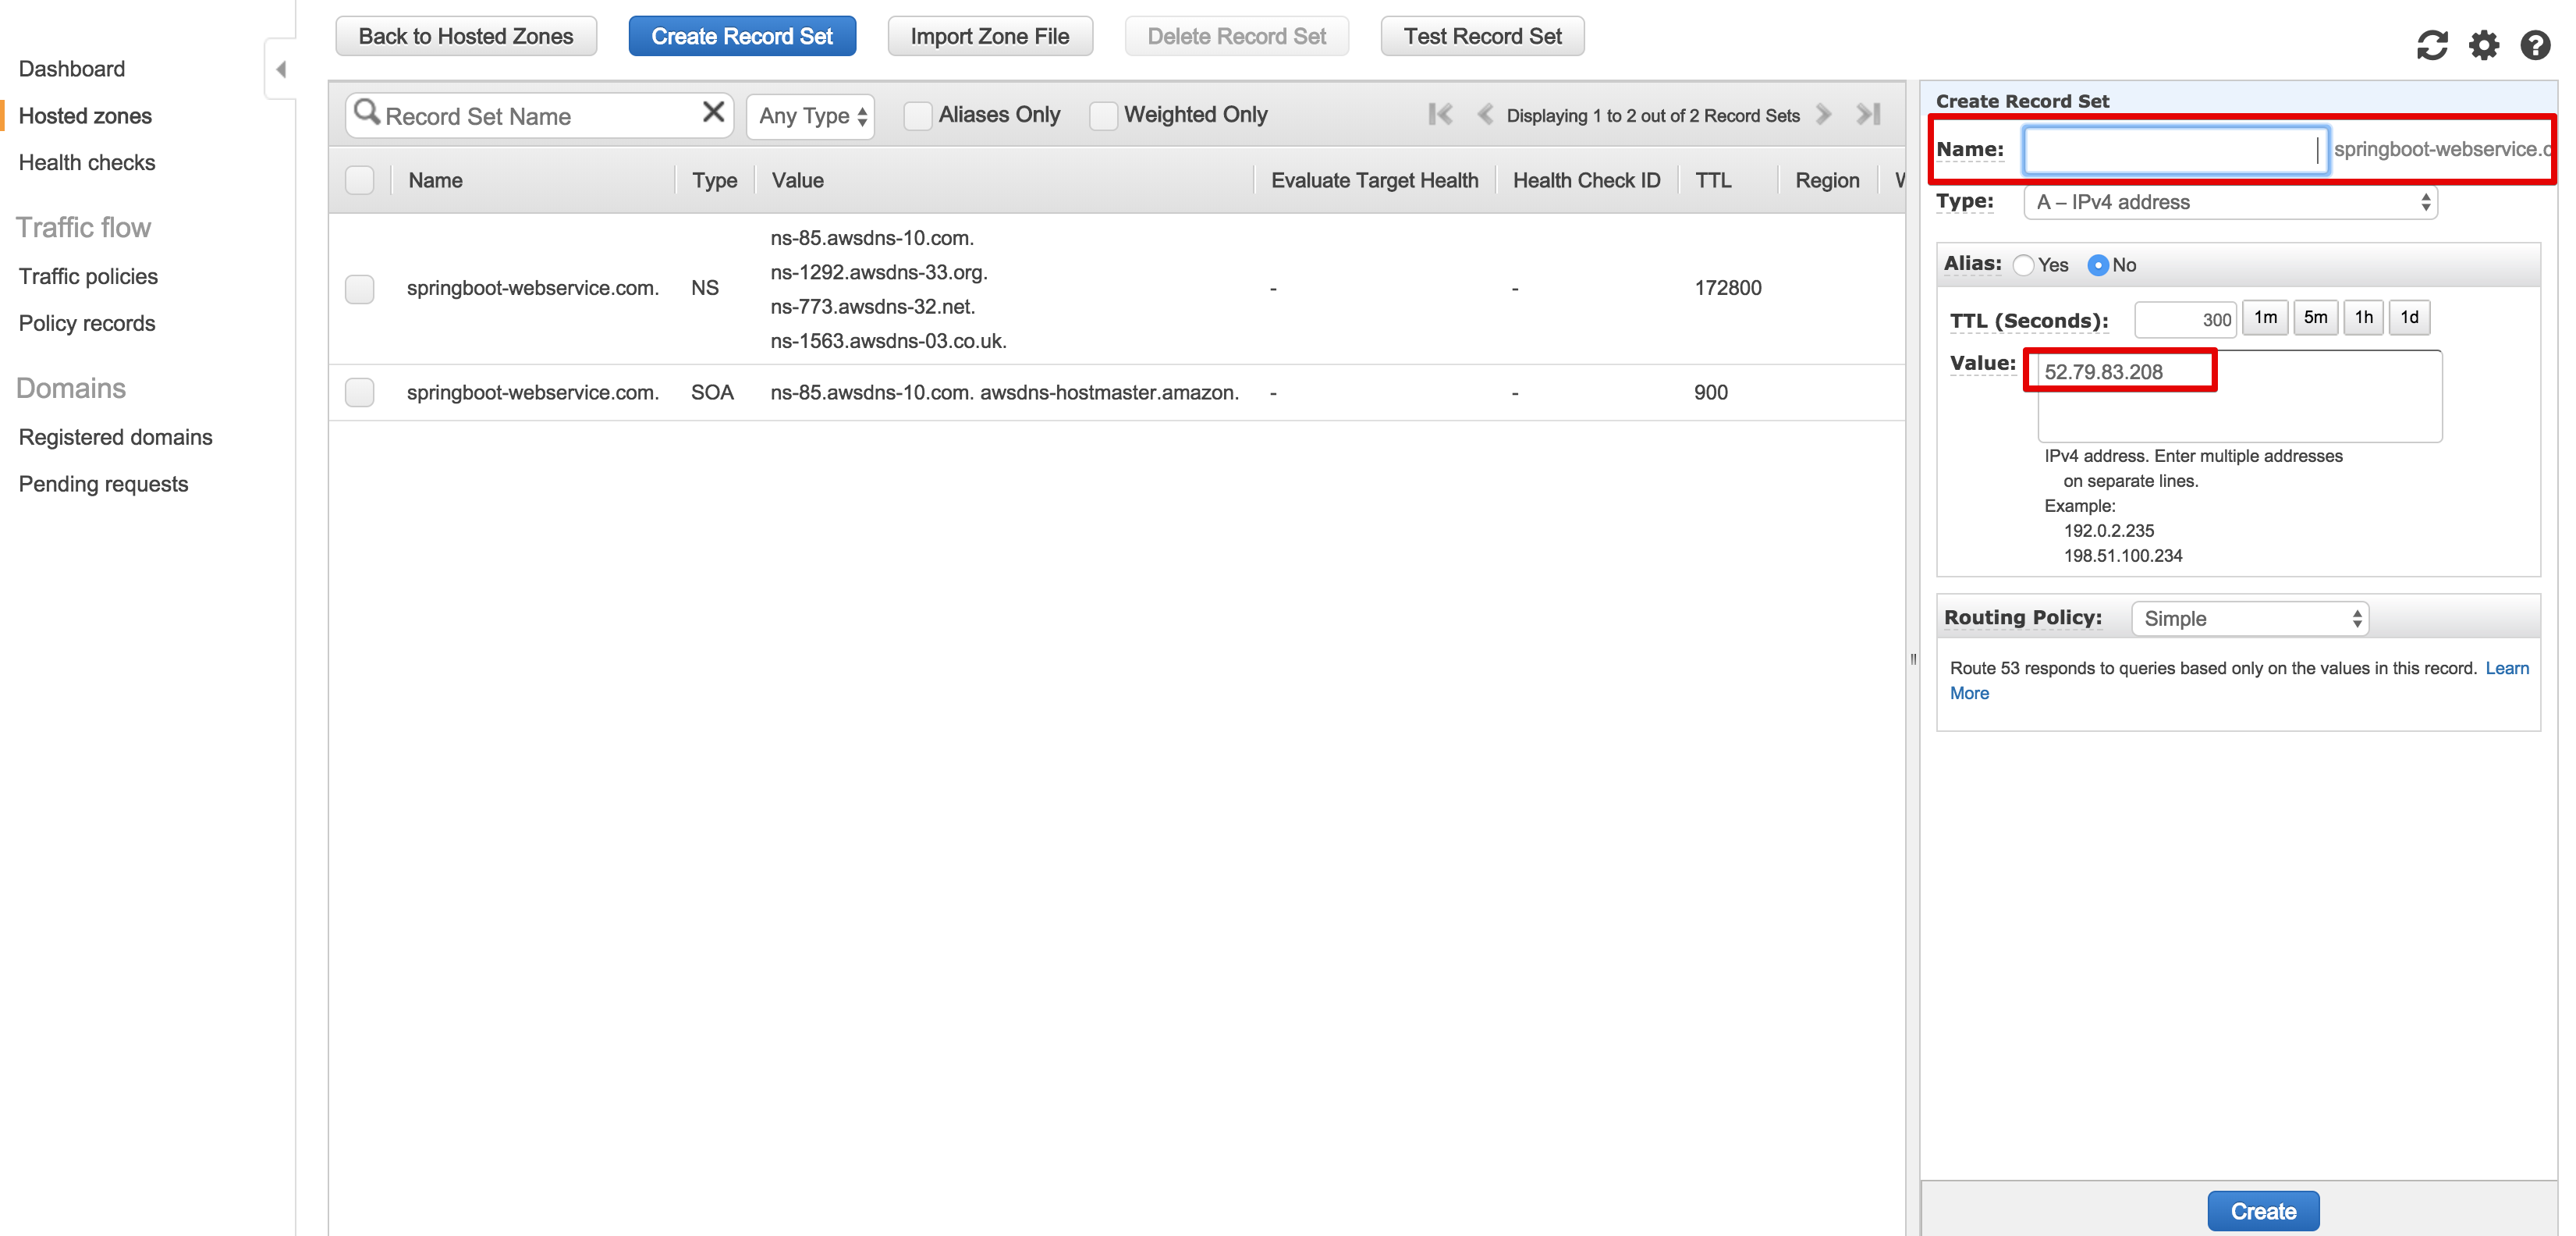 Back to Hosted Zones
Create Record Set
Import Zone File
Delete Record Set
Test Record Set
Dashboard
Hosted zones
Health checks
Traffic flow
Traffic policies
Policy records
Domains
Registered domains
Pending requests
Record Set Name
Any Type
Aliases Only
Weighted Only
Displaying 1 to 2 out of 2 Record Sets
Name Type Value Evaluate Target Health Health Check ID TTL Region
springboot-webservice.com. NS
ns-85.awsdns-10.com.
ns-1292.awsdns-33.org.
ns-773.awsdns-32.net.
ns-1563.awsdns-03.co.uk.
- - 172800
springboot-webservice.com. SOA ns-85.awsdns-10.com. awsdns-hostmaster.amazon. - - 900
Create Record Set
Name: springboot-webservice.c
Type: A – IPv4 address
Alias: Yes No
TTL (Seconds): 300 1m 5m 1h 1d
Value: 52.79.83.208
IPv4 address. Enter multiple addresses
on separate lines.
Example:
192.0.2.235
198.51.100.234
Routing Policy: Simple
Route 53 responds to queries based only on the values in this record. Learn
More
Create